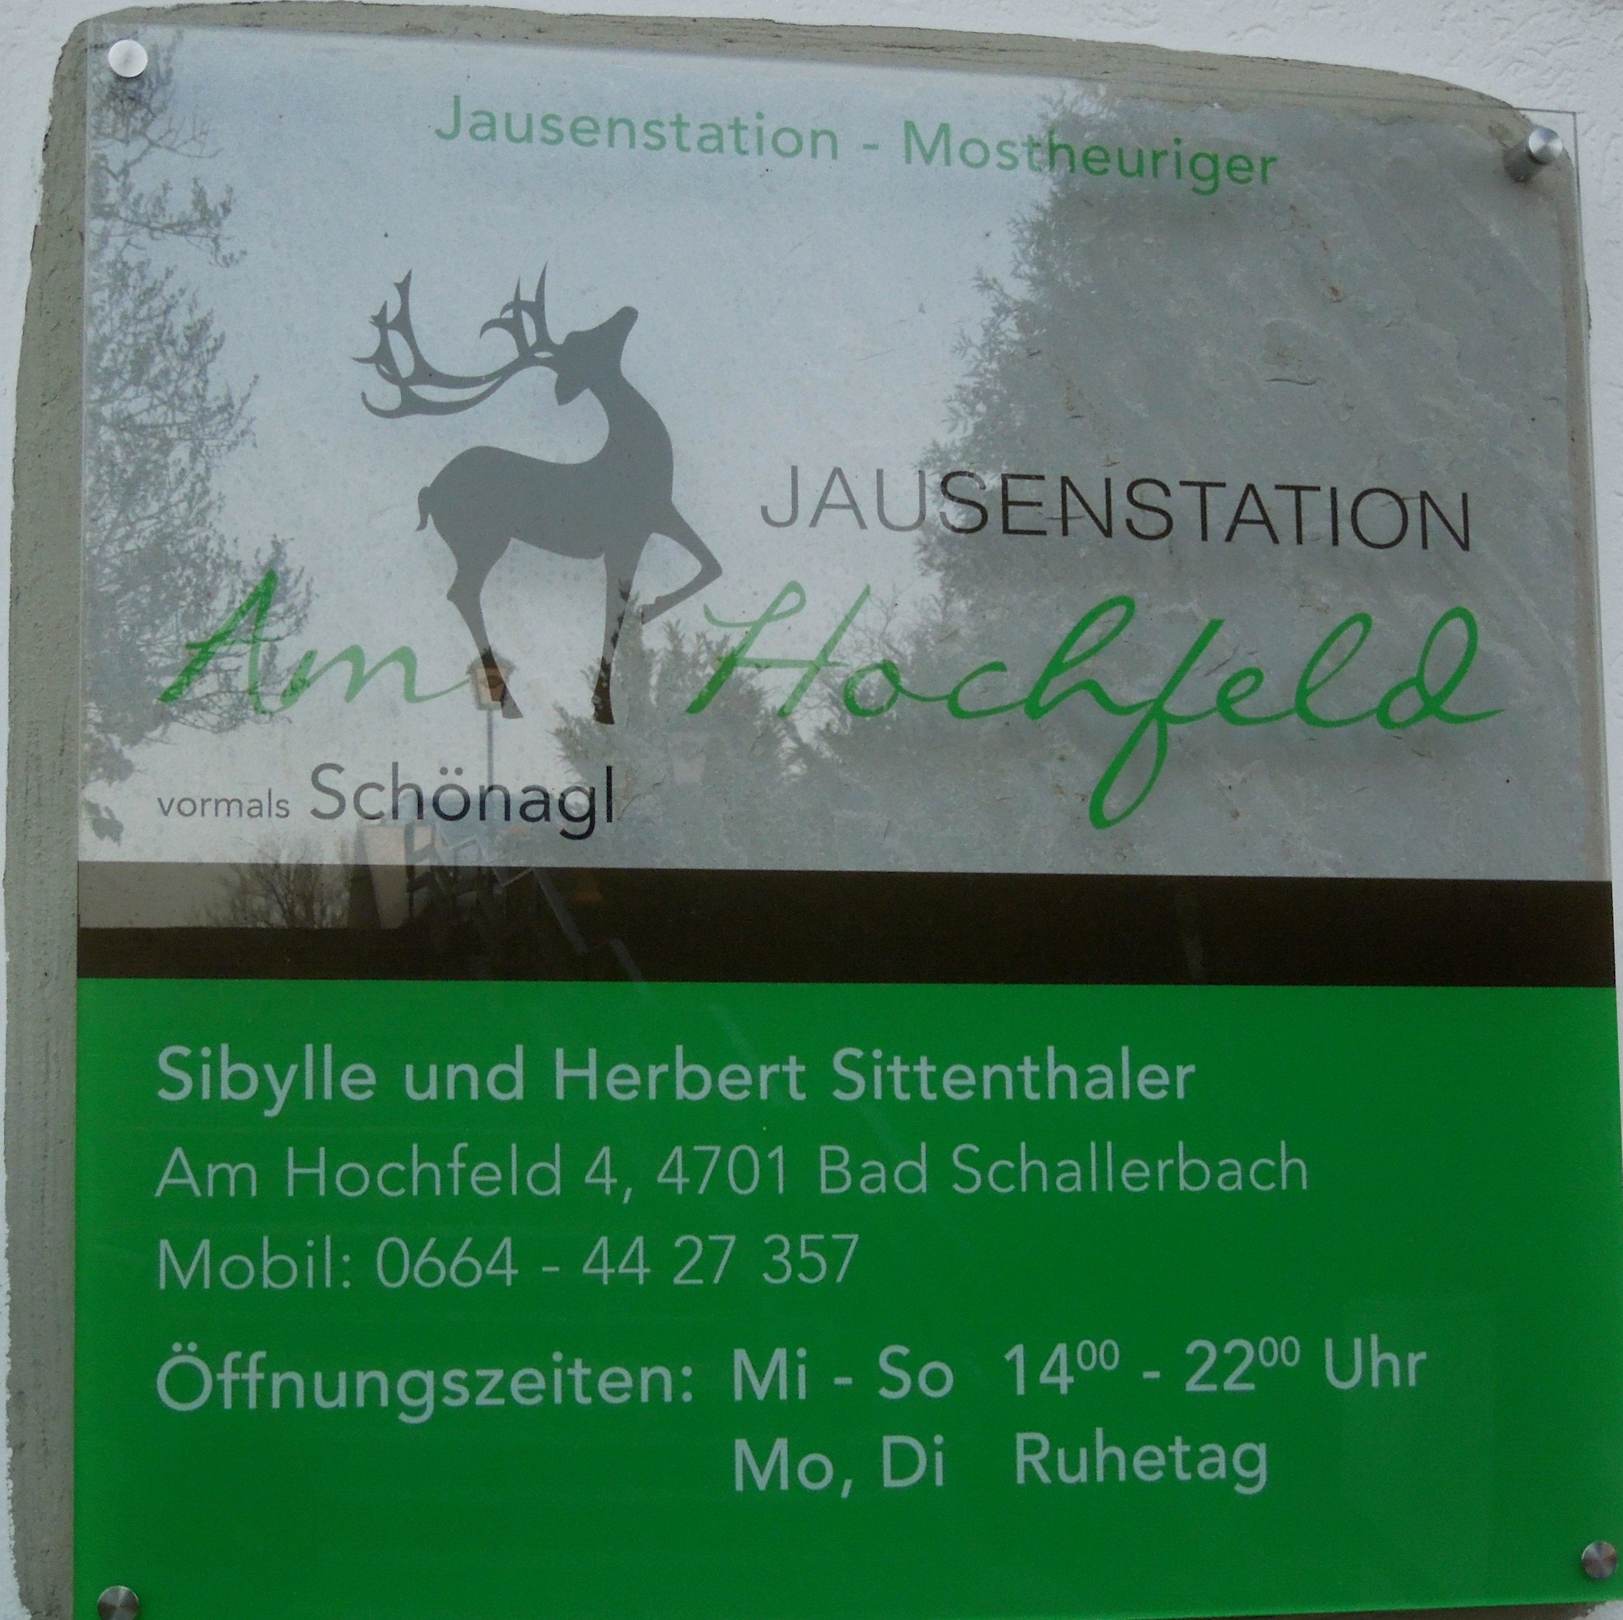 Jausenstation - Mostheuriger
JAUSENSTATION
Am Hochfeld
vormals Schönagl
Sibylle und Herbert Sittenthaler
Am Hochfeld 4, 4701 Bad Schallerbach
Mobil: 0664 - 44 27 357
Öffnungszeiten: Mi - So 14⁰⁰ - 22⁰⁰ Uhr
Mo, Di Ruhetag